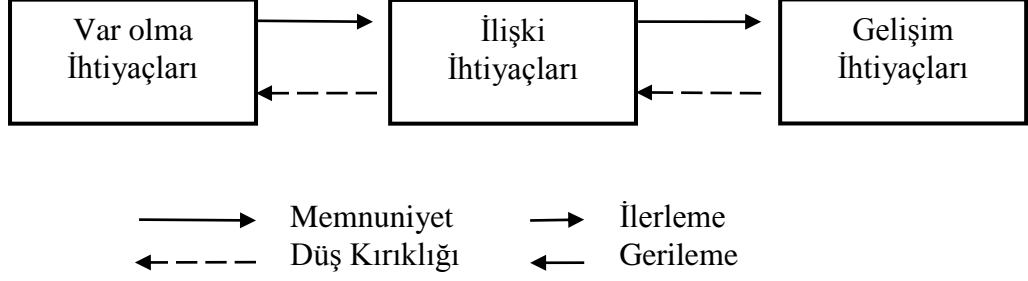 Var olma
İhtiyaçları
İlişki
İhtiyaçları
Gelişim
İhtiyaçları
Memnuniyet
İlerleme
Düş Kırıklığı
Gerileme